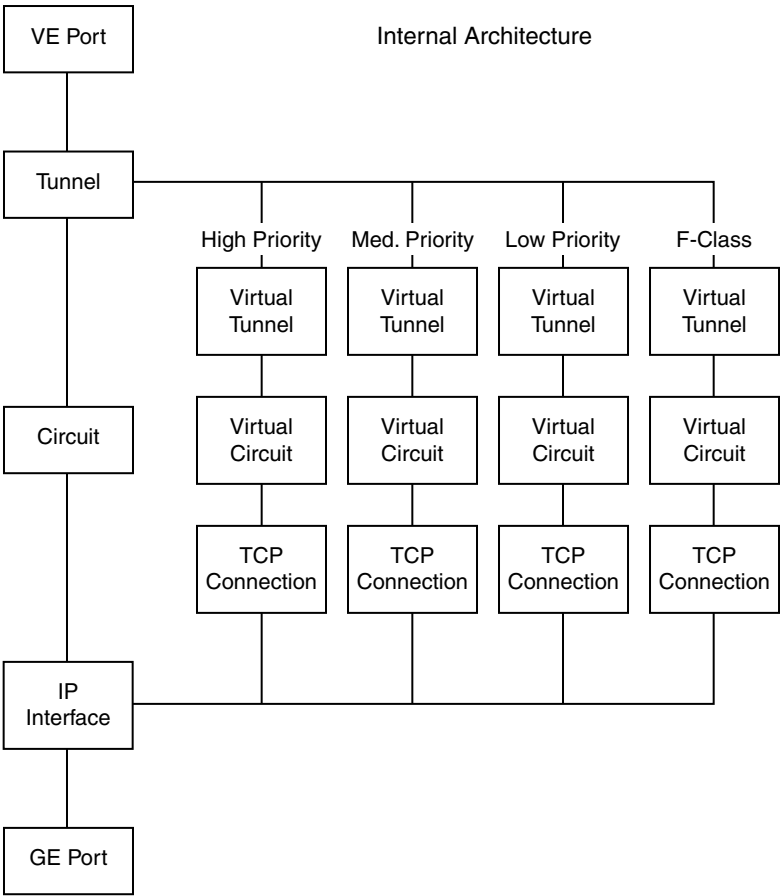 VE Port
Internal Architecture
Tunnel
High Priority
Med. Priority
Low Priority
F-Class
Virtual
Tunnel
Virtual
Tunnel
Virtual
Tunnel
Virtual
Tunnel
Circuit
Virtual
Circuit
Virtual
Circuit
Virtual
Circuit
Virtual
Circuit
TCP
Connection
TCP
Connection
TCP
Connection
TCP
Connection
IP
Interface
GE Port